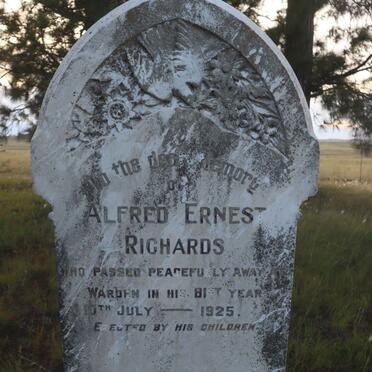 In the dear memory
of
ALFRED ERNEST
RICHARDS
WHO PASSED PEACEFULLY AWAY
WARDEN IN HIS 81ST YEAR
10TH JULY — 1925.
ERECTED BY HIS CHILDREN.